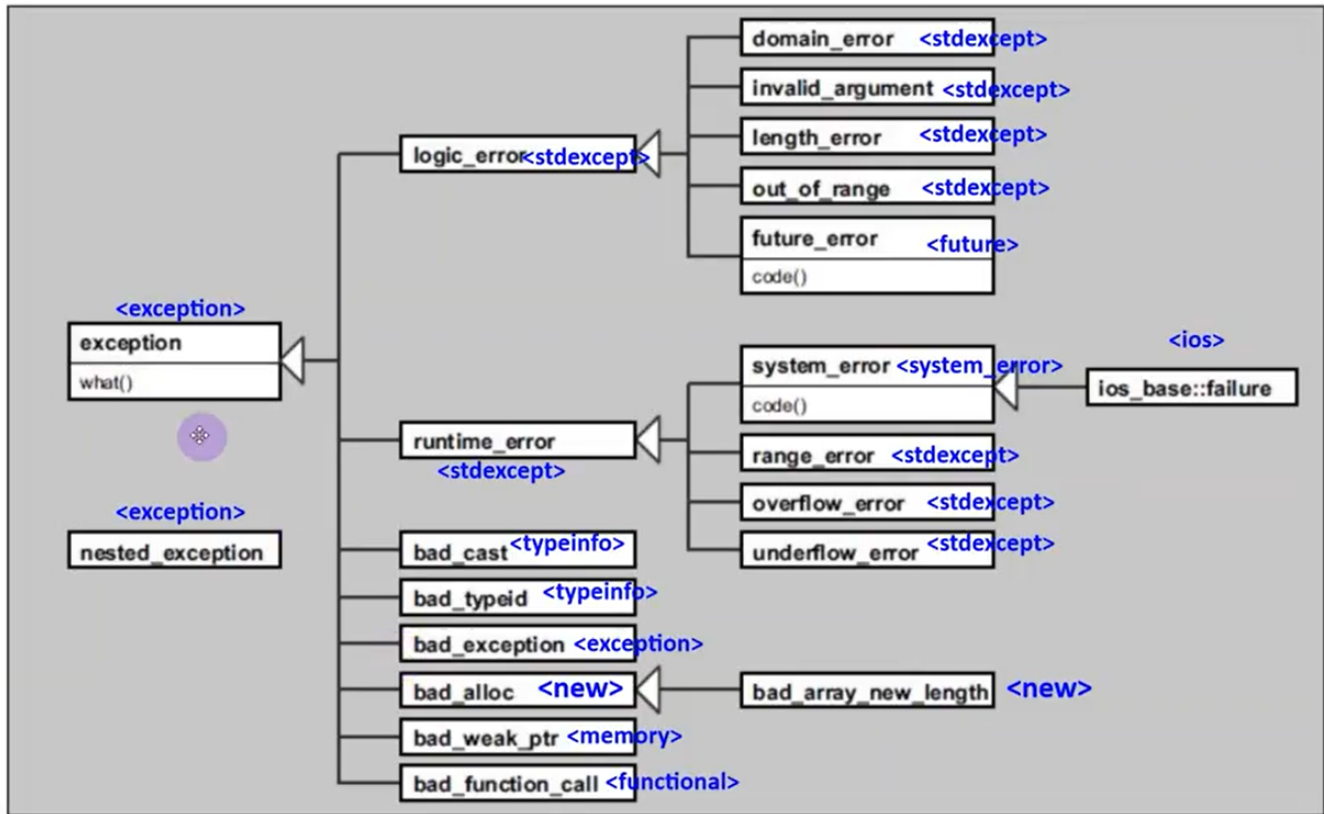 <exception>
exception
what()
<exception>
nested_exception
logic_error <stdexcept>
runtime_error
<stdexcept>
bad_cast <typeinfo>
bad_typeid <typeinfo>
bad_exception <exception>
bad_alloc <new>
bad_weak_ptr <memory>
bad_function_call <functional>
domain_error <stdexcept>
invalid_argument <stdexcept>
length_error <stdexcept>
out_of_range <stdexcept>
future_error <future>
code()
system_error <system_error>
code()
range_error <stdexcept>
overflow_error <stdexcept>
underflow_error <stdexcept>
bad_array_new_length <new>
<ios>
ios_base::failure